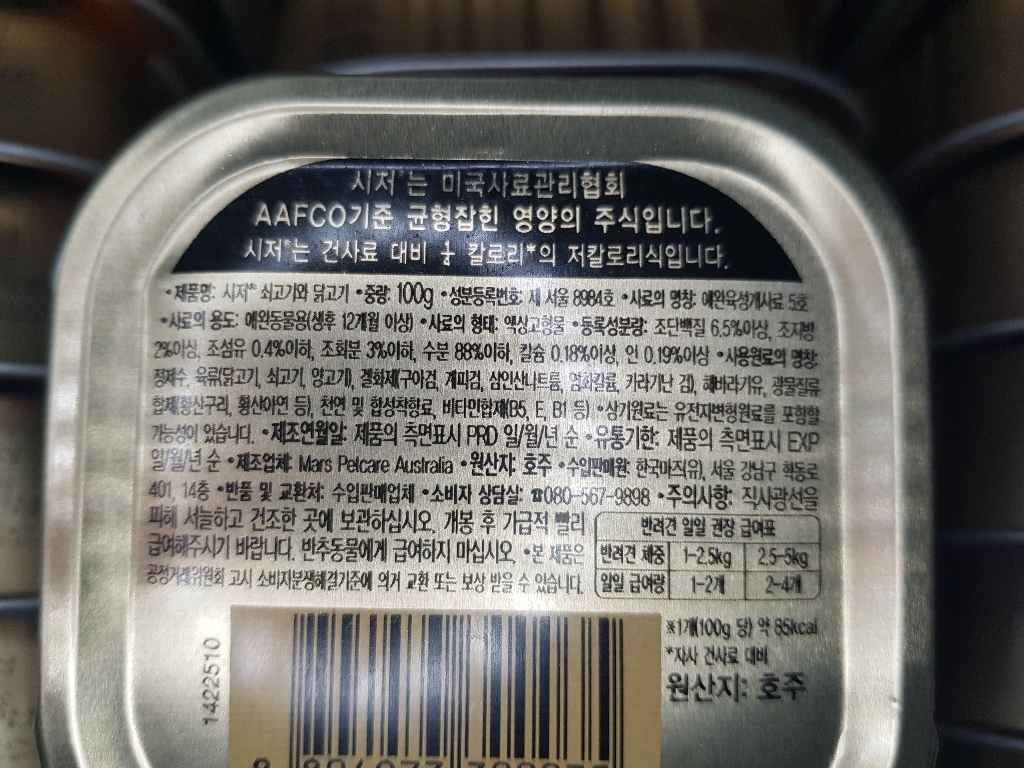 시저®는 미국사료관리협회
AAFCO기준 균형잡힌 영양의 주식입니다.
시저®는 건사료 대비 ¼ 칼로리*의 저칼로리식입니다.
•제품명: 시저® 쇠고기와 닭고기 •중량: 100g •성분등록번호: 제 서울 8984호 •사료의 명칭: 애완육성개사료 5호
•사료의 용도: 애완동물용(생후 12개월 이상) •사료의 형태: 액상고형물 •등록성분량: 조단백질 6.5%이상, 조지방
2%이상, 조섬유 0.4%이하, 조회분 3%이하, 수분 88%이하, 칼슘 0.18%이상, 인 0.19%이상 •사용원료의 명칭:
정제수, 육류(닭고기, 쇠고기, 양고기), 결화제(구아검, 계피검, 삼인산나트륨, 염화칼륨, 카라기난 검), 해바라기유, 광물질류
합제(황산구리, 황산아연 등), 천연 및 합성착향료, 비타민합제(B5, E, B1 등) •상기원료는 유전자변형원료를 포함할
가능성이 있습니다. •제조연월일: 제품의 측면표시 PRD 일/월/년 순 •유통기한: 제품의 측면표시 EXP
일/월/년 순 •제조업체: Mars Petcare Australia •원산지: 호주 •수입판매원: 한국마즈(유), 서울 강남구 학동로
401, 14층 •반품 및 교환처: 수입판매업체 •소비자 상담실: ☎080-567-9898 •주의사항: 직사광선을
피해 서늘하고 건조한 곳에 보관하십시오. 개봉 후 가급적 빨리
급여해주시기 바랍니다. 반추동물에게 급여하지 마십시오. •본 제품은
공정거래위원회 고시 소비자분쟁해결기준에 의거 교환 또는 보상 받을 수 있습니다.
반려견 일일 권장 급여표
반려견 체중 1~2.5kg 2.5~5kg
일일 급여량 1~2개 2~4개
※1개(100g 당) 약 85kcal
*자사 건사료 대비
원산지: 호주
1422510